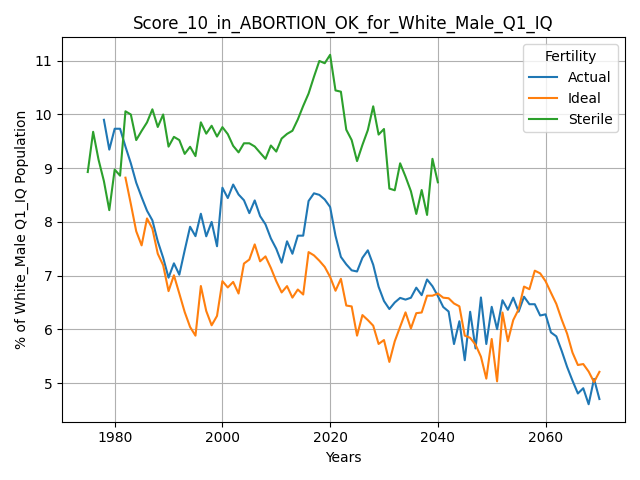 Score_10_in_ABORTION_OK_for_White_Male_Q1_IQ
% of White_Male Q1_IQ Population
11
10
9
8
7
6
5
Fertility
Actual
Ideal
Sterile
1980 2000 2020 2040 2060
Years